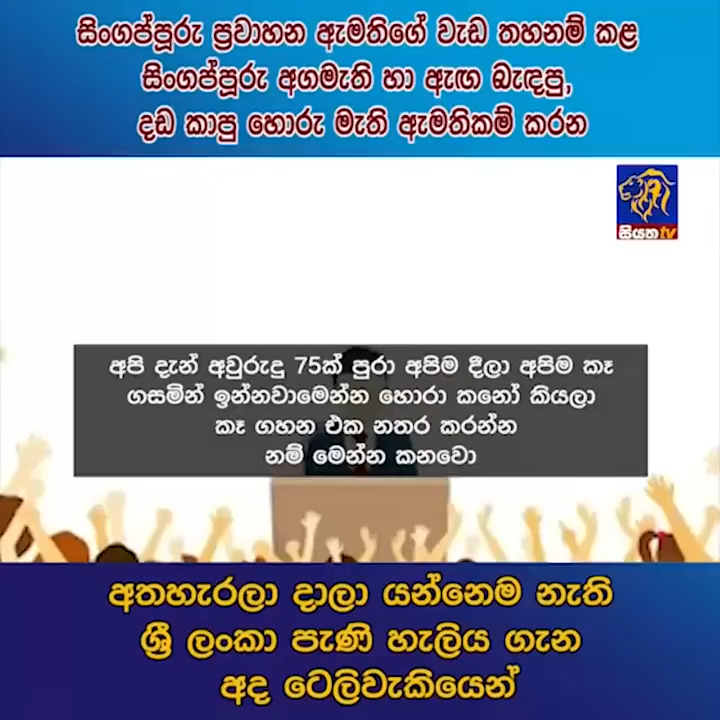 සිංගප්පූරු ප්‍රවාහන ඇමතිගේ වැඩ තහනම් කළ
සිංගප්පූරු අගමැති හා ඇඟ බැඳපු,
දඩ කාපු හොරු මැති ඇමතිකම් කරන
සියත tv
අපි දැන් අවුරුදු 75ක් පුරා අපිම දීලා අපිම කෑ
ගසමින් ඉන්නවාමෙන්න හොරා කනෝ කියලා
කෑ ගහන එක නතර කරන්න
නම් මෙන්න කනවො
අතහැරලා දාලා යන්නෙම නැති
ශ්‍රී ලංකා පැණි හැලිය ගැන
අද ටෙලිවැකියෙන්